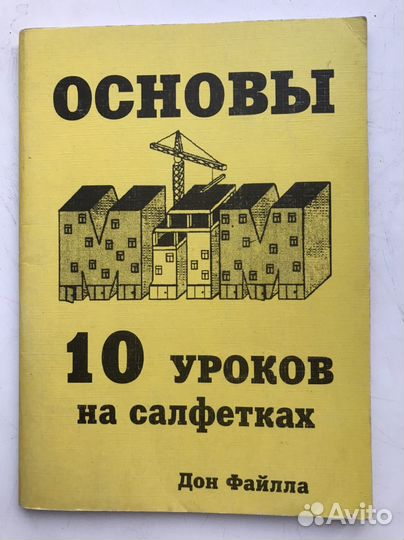 ОСНОВЫ
МЛМ
10 УРОКОВ
на салфетках
Дон Файлла
Avito